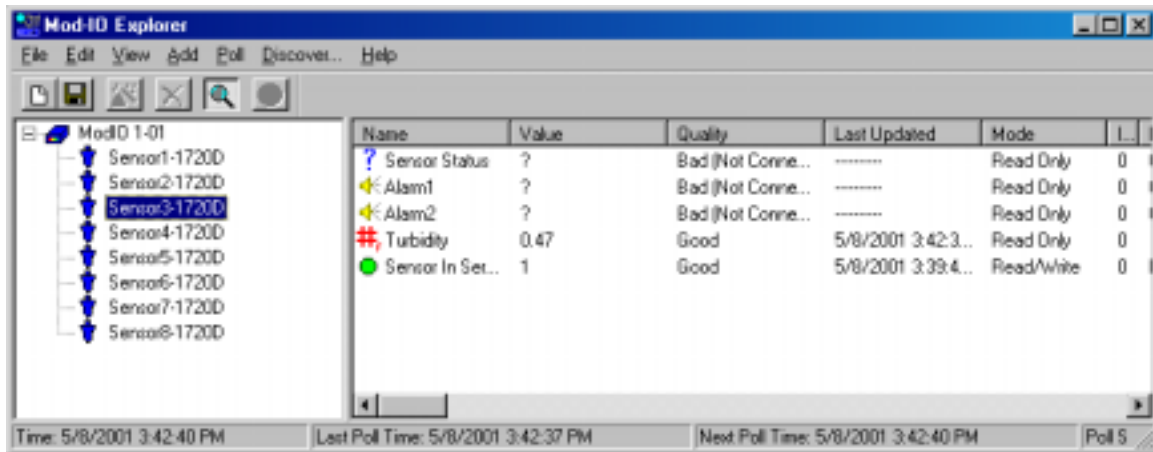 Mod-ID Explorer
File Edit View Add Poll Discover... Help
ModID 1-01
Sensor1-1720D
Sensor2-1720D
Sensor3-1720D
Sensor4-1720D
Sensor5-1720D
Sensor6-1720D
Sensor7-1720D
Sensor8-1720D
Name Value Quality Last Updated Mode I...
Sensor Status ? Bad (Not Conne... --------- Read Only 0
Alarm1 ? Bad (Not Conne... --------- Read Only 0
Alarm2 ? Bad (Not Conne... --------- Read Only 0
Turbidity 0.47 Good 5/8/2001 3:42:3... Read Only 0
Sensor In Ser... 1 Good 5/8/2001 3:39:4... Read/Write 0
Time: 5/8/2001 3:42:40 PM Last Poll Time: 5/8/2001 3:42:37 PM Next Poll Time: 5/8/2001 3:42:40 PM Poll S